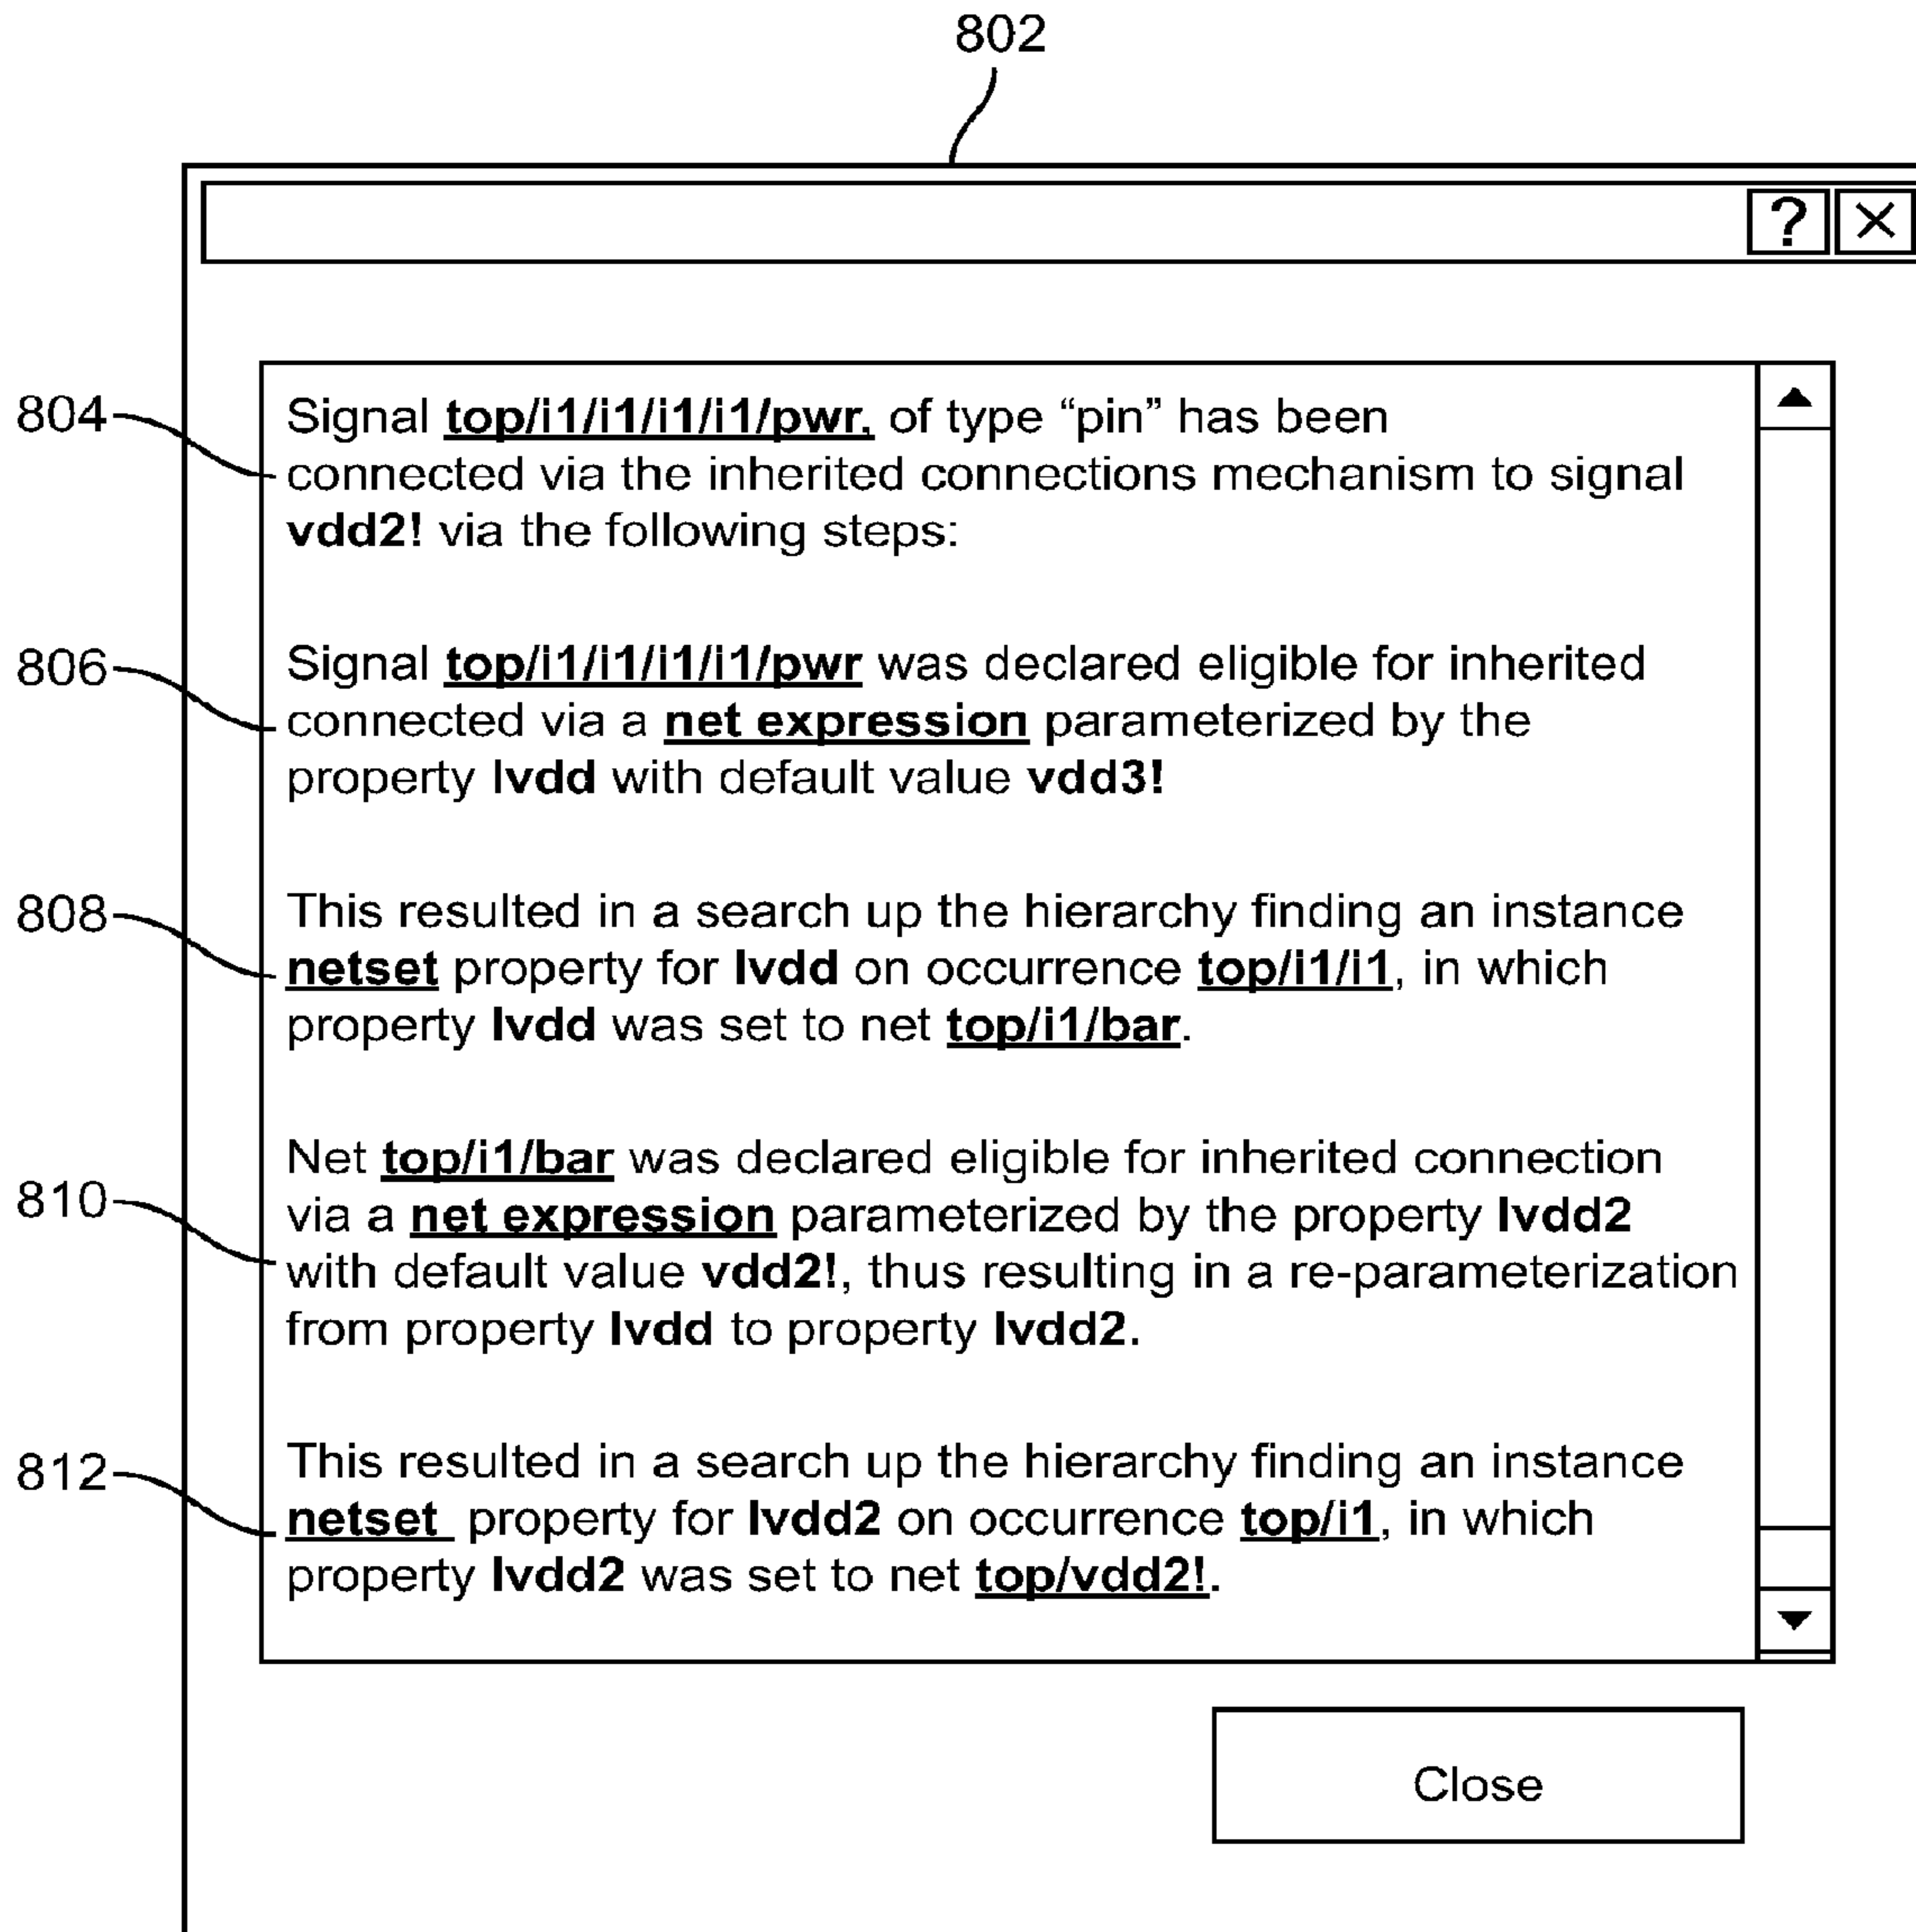 802
? ×
804
Signal top/i1/i1/i1/i1/pwr, of type “pin” has been
connected via the inherited connections mechanism to signal
vdd2! via the following steps:
806
Signal top/i1/i1/i1/i1/pwr was declared eligible for inherited
connected via a net expression parameterized by the
property lvdd with default value vdd3!
808
This resulted in a search up the hierarchy finding an instance
netset property for lvdd on occurrence top/i1/i1, in which
property lvdd was set to net top/i1/bar.
810
Net top/i1/bar was declared eligible for inherited connection
via a net expression parameterized by the property lvdd2
with default value vdd2!, thus resulting in a re-parameterization
from property lvdd to property lvdd2.
812
This resulted in a search up the hierarchy finding an instance
netset property for lvdd2 on occurrence top/i1, in which
property lvdd2 was set to net top/vdd2!.
Close